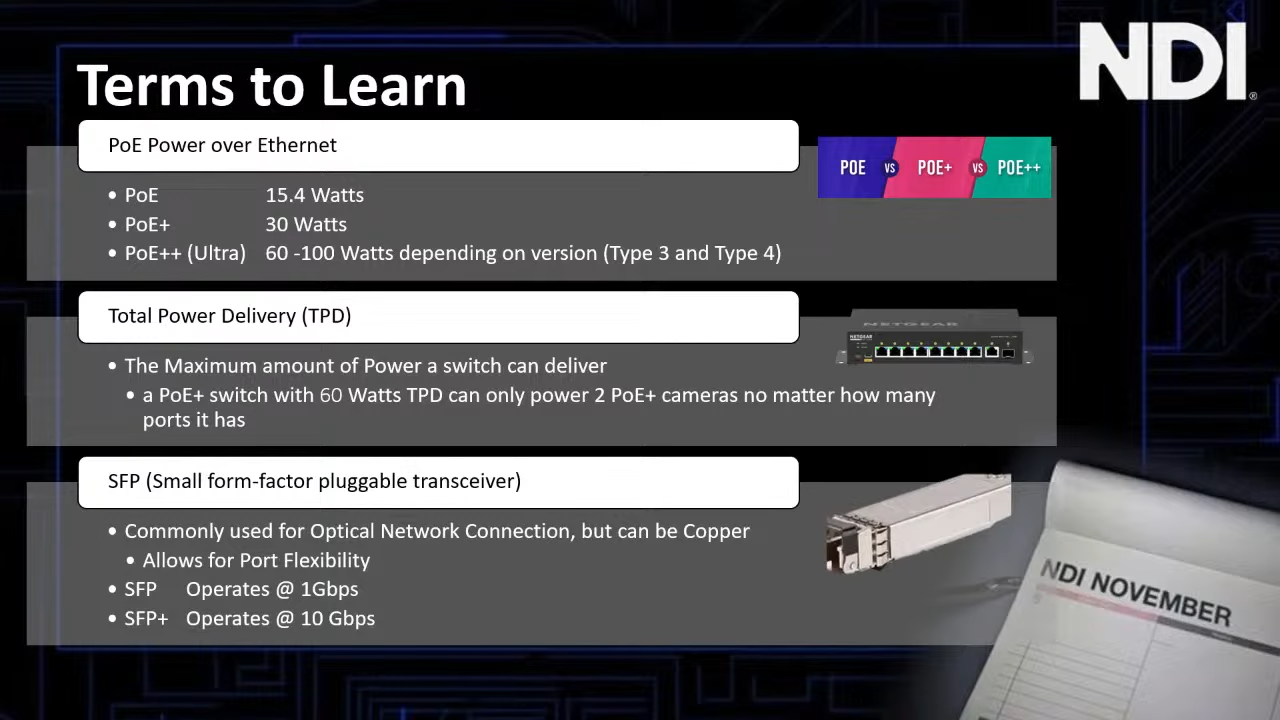 NDI®
Terms to Learn
PoE Power over Ethernet
POE VS POE+ VS POE++
• PoE 15.4 Watts
• PoE+ 30 Watts
• PoE++ (Ultra) 60 -100 Watts depending on version (Type 3 and Type 4)
Total Power Delivery (TPD)
NETGEAR
NETGEAR
• The Maximum amount of Power a switch can deliver
• a PoE+ switch with 60 Watts TPD can only power 2 PoE+ cameras no matter how many
ports it has
SFP (Small form-factor pluggable transceiver)
• Commonly used for Optical Network Connection, but can be Copper
• Allows for Port Flexibility
• SFP Operates @ 1Gbps
• SFP+ Operates @ 10 Gbps
NDI NOVEMBER